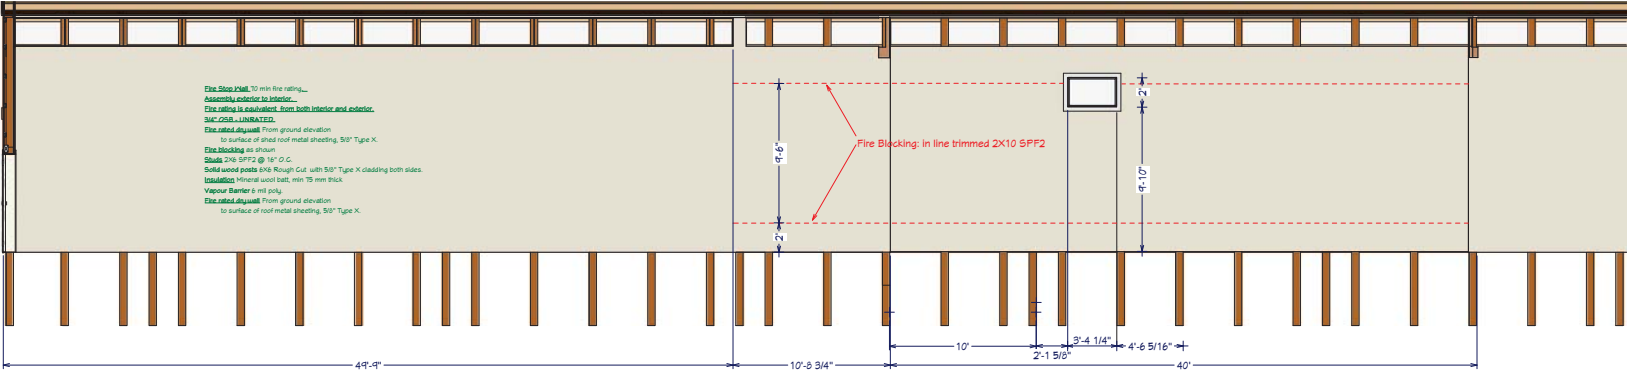 Fire Stop Wall 70 min fire rating.
Assembly exterior to interior.
Fire rating is equivalent from both interior and exterior.
3/4" OSB - UNRATED.
Fire rated drywall From ground elevation
to surface of shed roof metal sheeting, 5/8" Type X.
Fire blocking as shown
Studs 2X6 SPF2 @ 16" O.C.
Solid wood posts 6X6 Rough Cut with 5/8" Type X cladding both sides.
Insulation Mineral wool batt, min 75 mm thick
Vapour Barrier 6 mil poly.
Fire rated drywall From ground elevation
to surface of roof metal sheeting, 5/8" Type X.
9'-6"
2'
Fire Blocking: in line trimmed 2X10 SPF2
2'
9'-10"
10'
2'-1 5/8"
3'-4 1/4"
4'-6 5/16"
49'-9"
10'-8 3/4"
40'